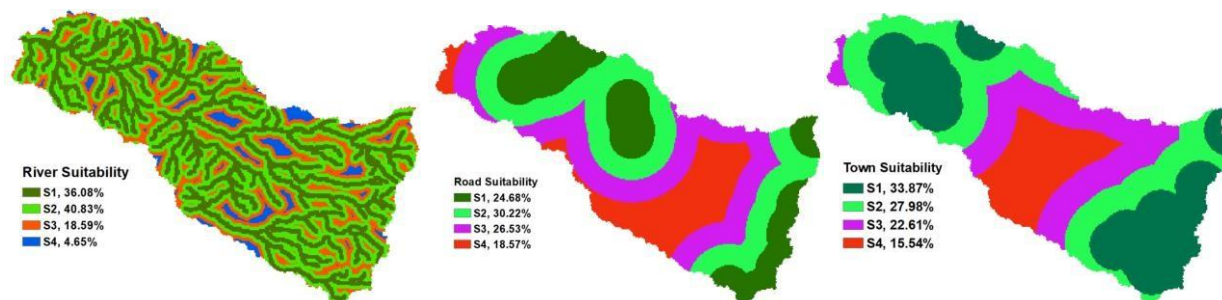 River Suitability
S1, 36.08%
S2, 40.83%
S3, 18.59%
S4, 4.65%
Road Suitability
S1, 24.68%
S2, 30.22%
S3, 26.53%
S4, 18.57%
Town Suitability
S1, 33.87%
S2, 27.98%
S3, 22.61%
S4, 15.54%